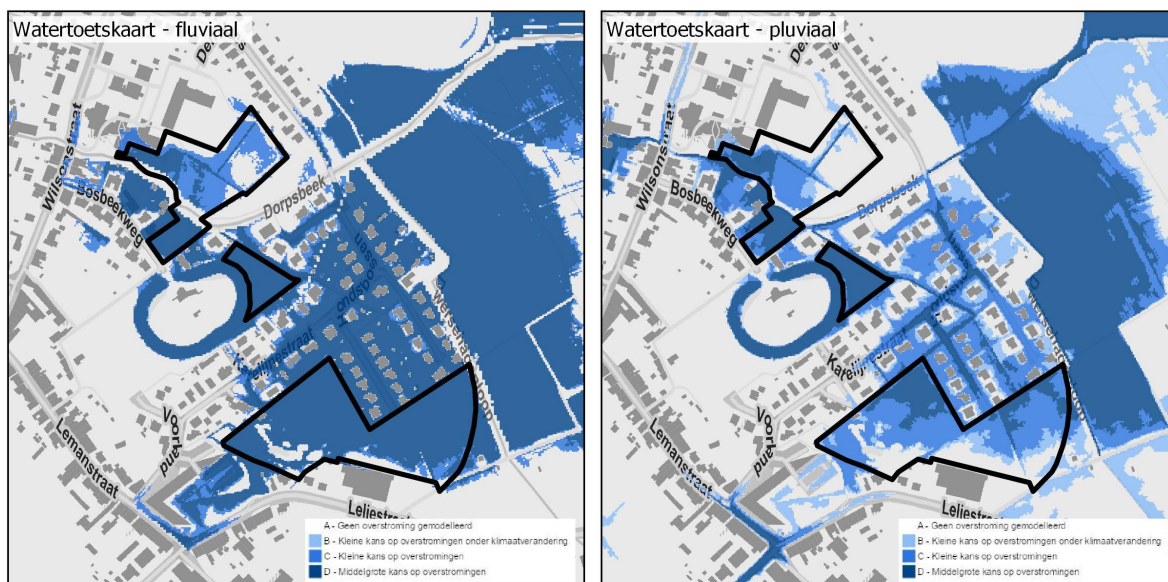 Watertoetskaart - fluviaal
Wilsonstraat
Bosbeekweg
Dorpsbeek
Katelijnestraat
Voorland
Lemanstraat
Leliestraat
A - Geen overstroming gemodelleerd
B - Kleine kans op overstromingen onder klimaatverandering
C - Kleine kans op overstromingen
D - Middelgrote kans op overstromingen
Watertoetskaart - pluviaal
Wilsonstraat
Bosbeekweg
Dorpsbeek
Katelijnestraat
Voorland
Lemanstraat
Leliestraat
A - Geen overstroming gemodelleerd
B - Kleine kans op overstromingen onder klimaatverandering
C - Kleine kans op overstromingen
D - Middelgrote kans op overstromingen